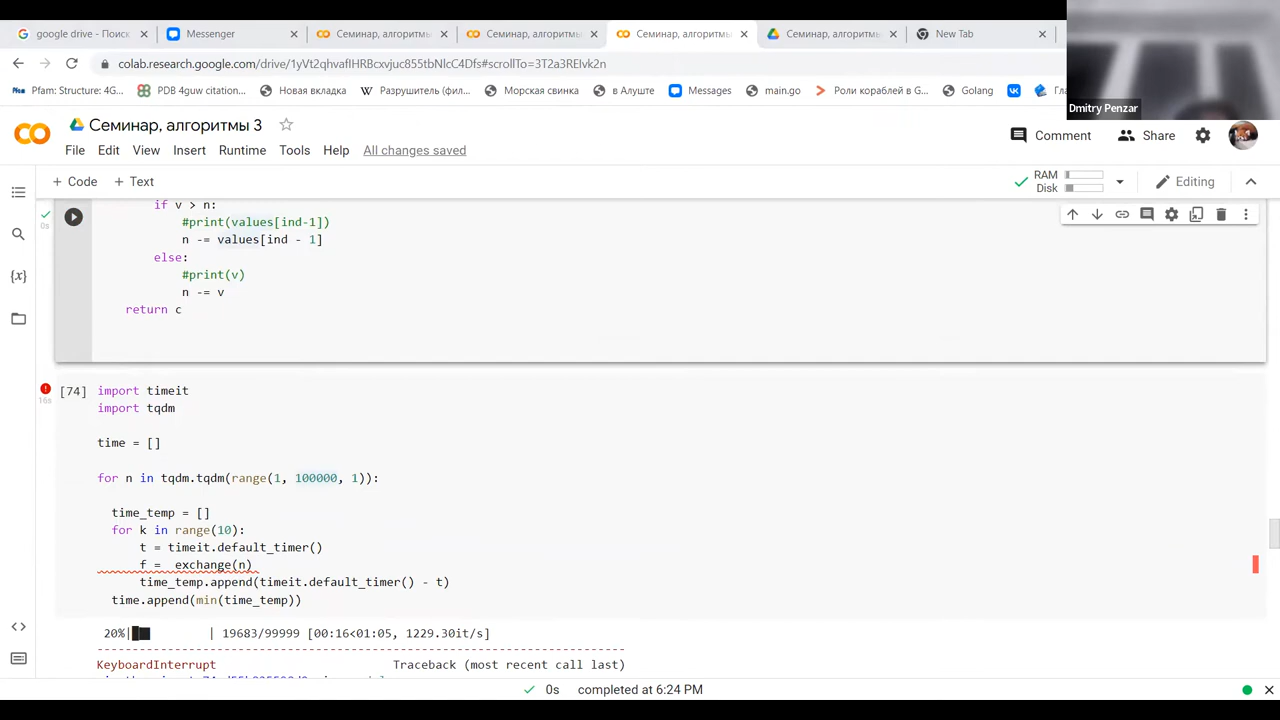 google drive - Поиск
Messenger
Семинар, алгоритмы
Семинар, алгоритмы
Семинар, алгоритмы
Семинар, алгоритмы
New Tab
colab.research.google.com/drive/1yVt2qhvaflHRBcxvjuc855tbNlcC4Dfs#scrollTo=3T2a3REIvk2n
Pfam: Structure: 4G...
PDB 4guw citation...
Новая вкладка
Разрушитель (фил...
Морская свинка
в Алуште
Messages
main.go
Роли кораблей в G...
Golang
Dmitry Penzar
Семинар, алгоритмы 3
Comment
Share
File Edit View Insert Runtime Tools Help All changes saved
+ Code + Text
RAM
Disk
Editing
if v > n:
#print(values[ind-1])
n -= values[ind - 1]
else:
#print(v)
n -= v
return c
0s
[74] import timeit
16s
import tqdm
time = []
for n in tqdm.tqdm(range(1, 100000, 1)):
time_temp = []
for k in range(10):
t = timeit.default_timer()
f =  exchange(n)
time_temp.append(timeit.default_timer() - t)
time.append(min(time_temp))
20%| | 19683/99999 [00:16<01:05, 1229.30it/s]
---------------------------------------------------------------------------
KeyboardInterrupt Traceback (most recent call last)
0s completed at 6:24 PM